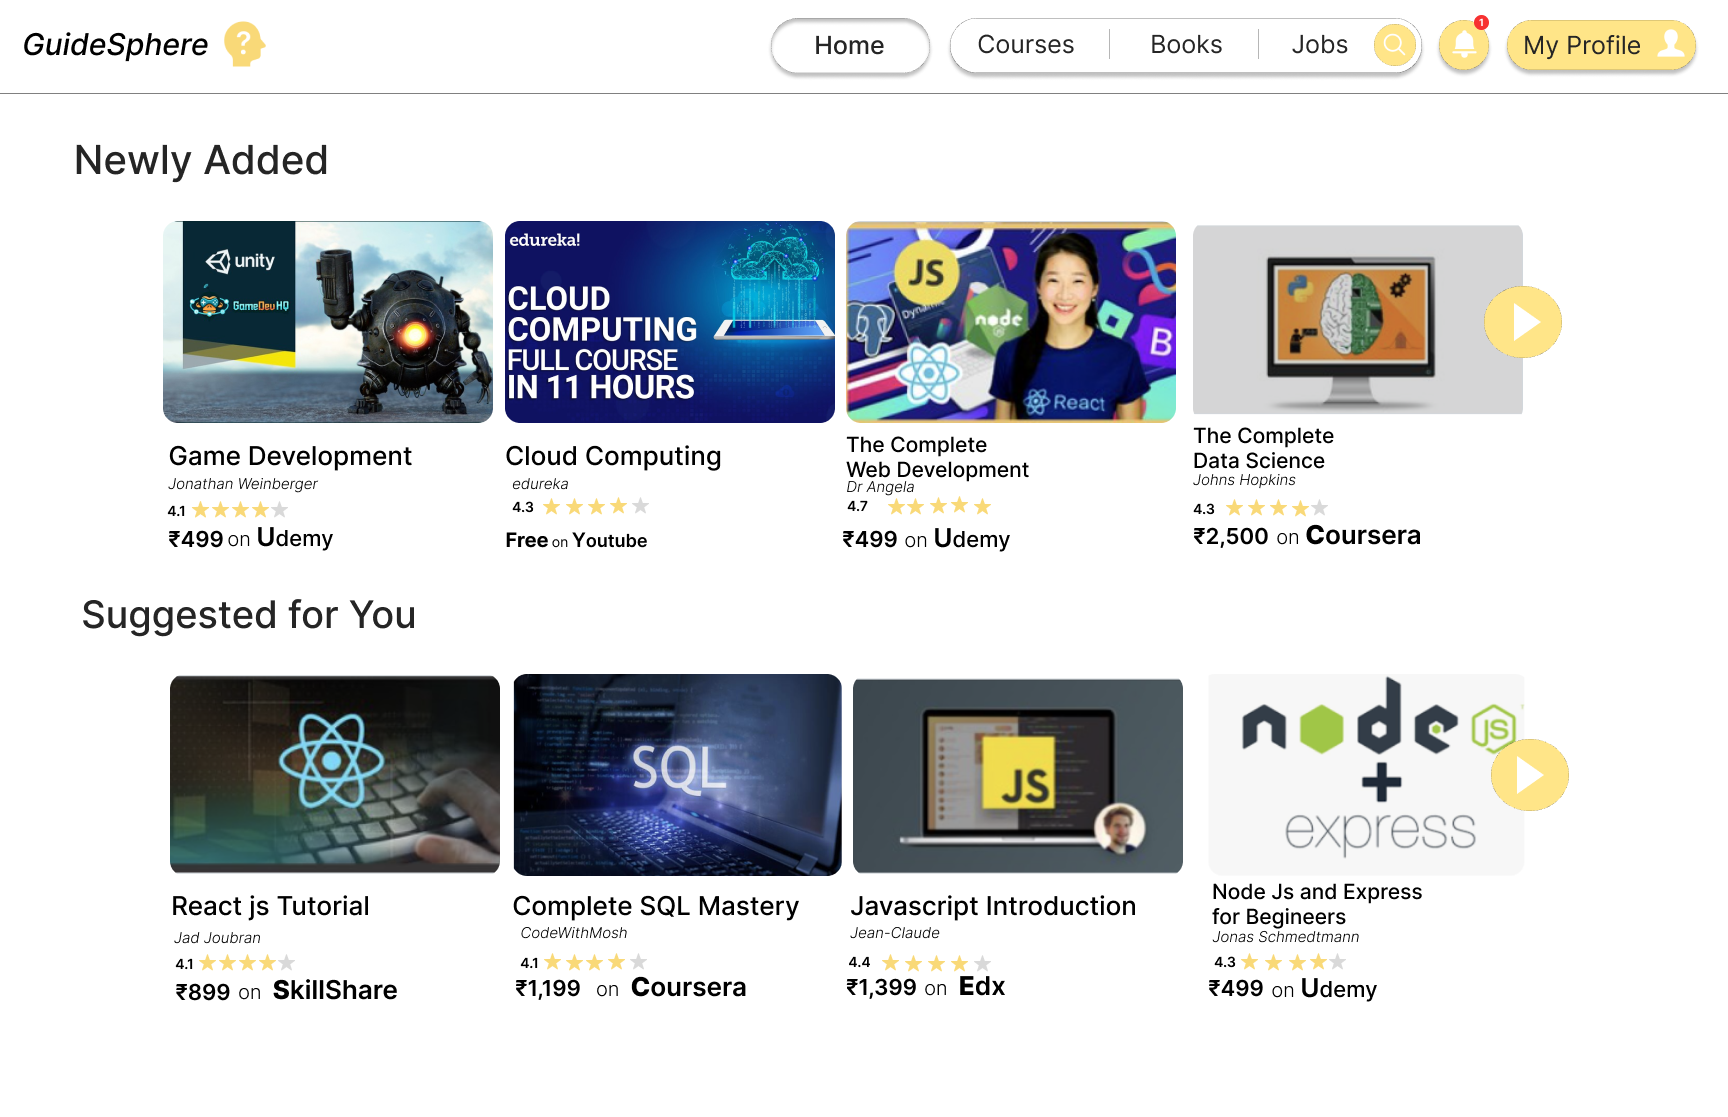 GuideSphere ?
Home
Courses
Books
Jobs
1
My Profile
Newly Added
unity
GameDev HQ
edureka!
CLOUD
COMPUTING
FULL COURSE
IN 11 HOURS
JS
Dynami
node
JS
B
React
Game Development
Jonathan Weinberger
4.1
₹499 on Udemy
Cloud Computing
edureka
4.3
Free on Youtube
The Complete
Web Development
Dr Angela
4.7
₹499 on Udemy
The Complete
Data Science
Johns Hopkins
4.3
₹2,500 on Coursera
Suggested for You
SQL
JS
node
JS
+
express
React js Tutorial
Jad Joubran
4.1
₹899 on SkillShare
Complete SQL Mastery
CodeWithMosh
4.1
₹1,199 on Coursera
Javascript Introduction
Jean-Claude
4.4
₹1,399 on Edx
Node Js and Express
for Begineers
Jonas Schmedtmann
4.3
₹499 on Udemy